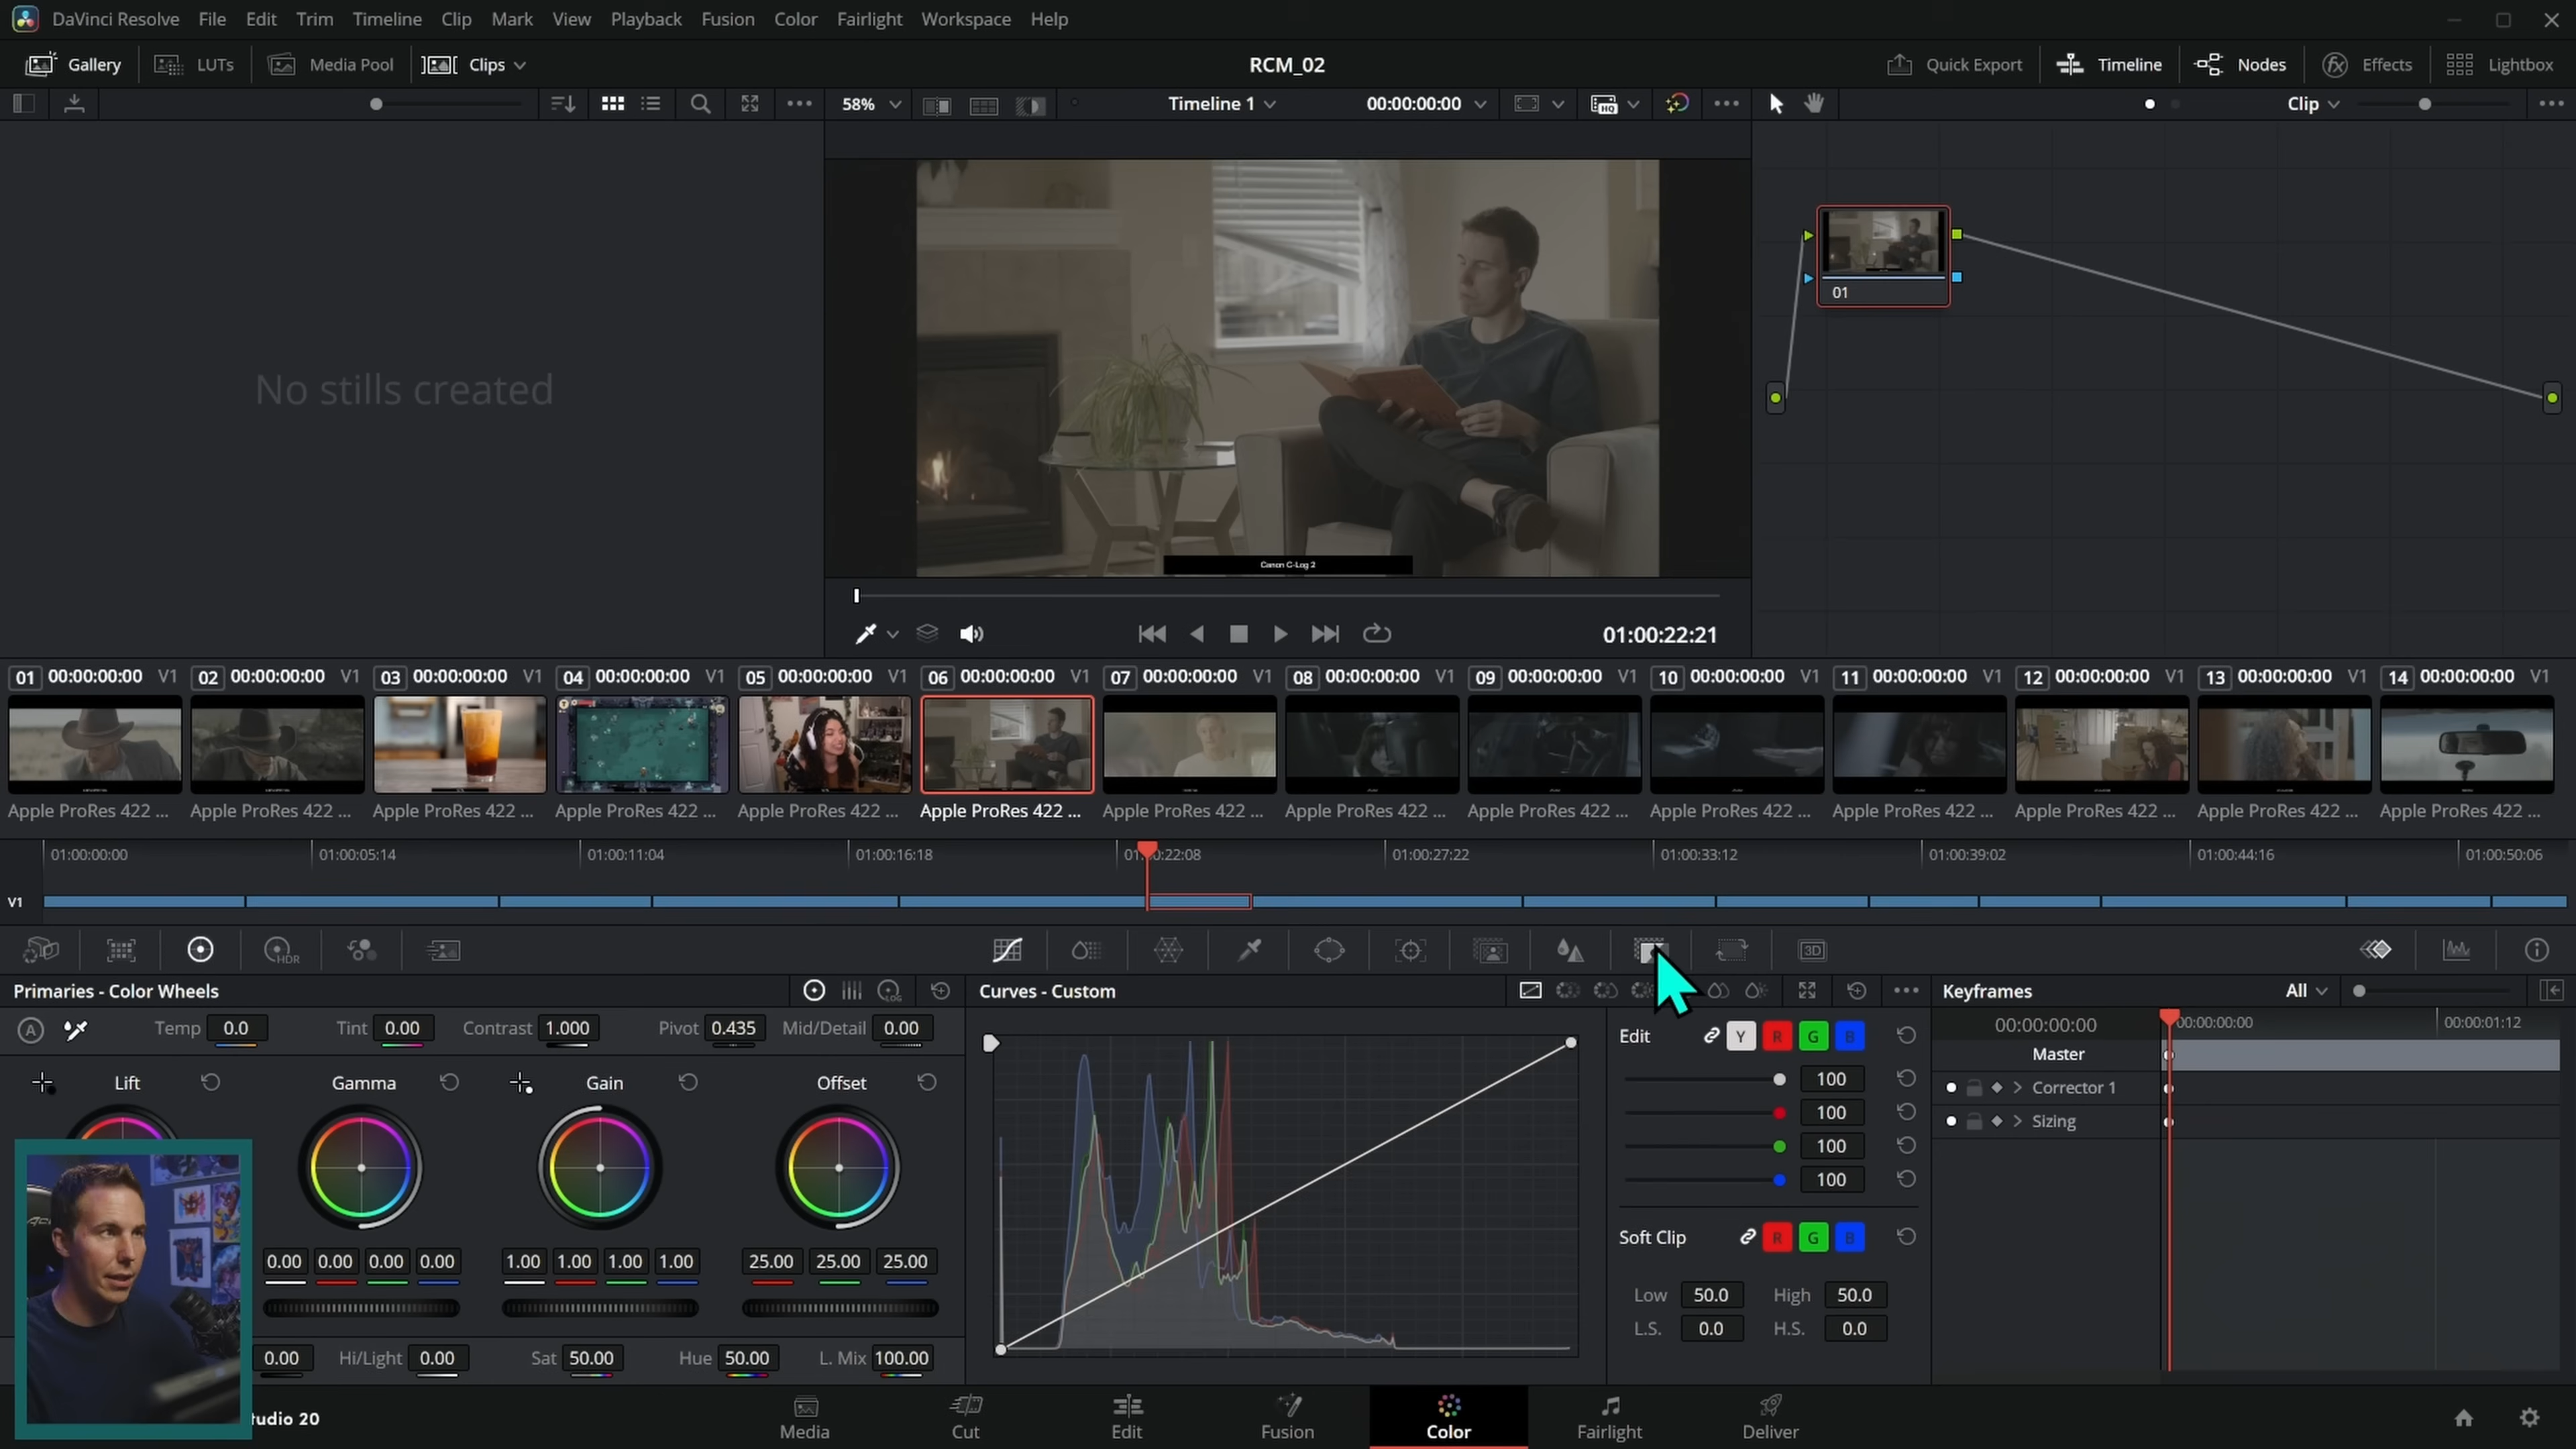 DaVinci Resolve File Edit Trim Timeline Clip Mark View Playback Fusion Color Fairlight Workspace Help
Gallery LUTs Media Pool Clips RCM_02 Quick Export Timeline Nodes Effects Lightbox
58% Timeline 1 00:00:00:00 Clip
No stills created
01
Canon C-Log 2
01:00:22:21
01 00:00:00:00 V1 02 00:00:00:00 V1 03 00:00:00:00 V1 04 00:00:00:00 V1 05 00:00:00:00 V1 06 00:00:00:00 V1 07 00:00:00:00 V1 08 00:00:00:00 V1 09 00:00:00:00 V1 10 00:00:00:00 V1 11 00:00:00:00 V1 12 00:00:00:00 V1 13 00:00:00:00 V1 14 00:00:00:00 V1
Apple ProRes 422 ... Apple ProRes 422 ... Apple ProRes 422 ... Apple ProRes 422 ... Apple ProRes 422 ... Apple ProRes 422 ... Apple ProRes 422 ... Apple ProRes 422 ... Apple ProRes 422 ... Apple ProRes 422 ... Apple ProRes 422 ... Apple ProRes 422 ... Apple ProRes 422 ... Apple ProRes 422 ...
01:00:00:00 01:00:05:14 01:00:11:04 01:00:16:18 01:00:22:08 01:00:27:22 01:00:33:12 01:00:39:02 01:00:44:16 01:00:50:06
V1
HDR 3D
Primaries - Color Wheels LOG Curves - Custom Keyframes All
A Temp 0.0 Tint 0.00 Contrast 1.000 Pivot 0.435 Mid/Detail 0.00 Edit Y R G B 00:00:00:00 00:00:00:00 00:00:01:12
Master
Lift Gamma Gain Offset 100 Corrector 1
100 Sizing
100
100
Soft Clip R G B
0.00 0.00 0.00 0.00 1.00 1.00 1.00 1.00 25.00 25.00 25.00
Low 50.0 High 50.0
L.S. 0.0 H.S. 0.0
0.00 Hi/Light 0.00 Sat 50.00 Hue 50.00 L. Mix 100.00
tudio 20 Media Cut Edit Fusion Color Fairlight Deliver